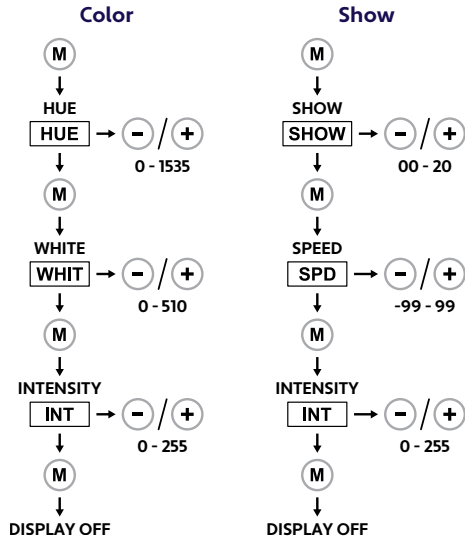 Color
M
HUE
HUE - / +
0 - 1535
M
WHITE
WHIT - / +
0 - 510
M
INTENSITY
INT - / +
0 - 255
M
DISPLAY OFF
Show
M
SHOW
SHOW - / +
00 - 20
M
SPEED
SPD - / +
-99 - 99
M
INTENSITY
INT - / +
0 - 255
M
DISPLAY OFF